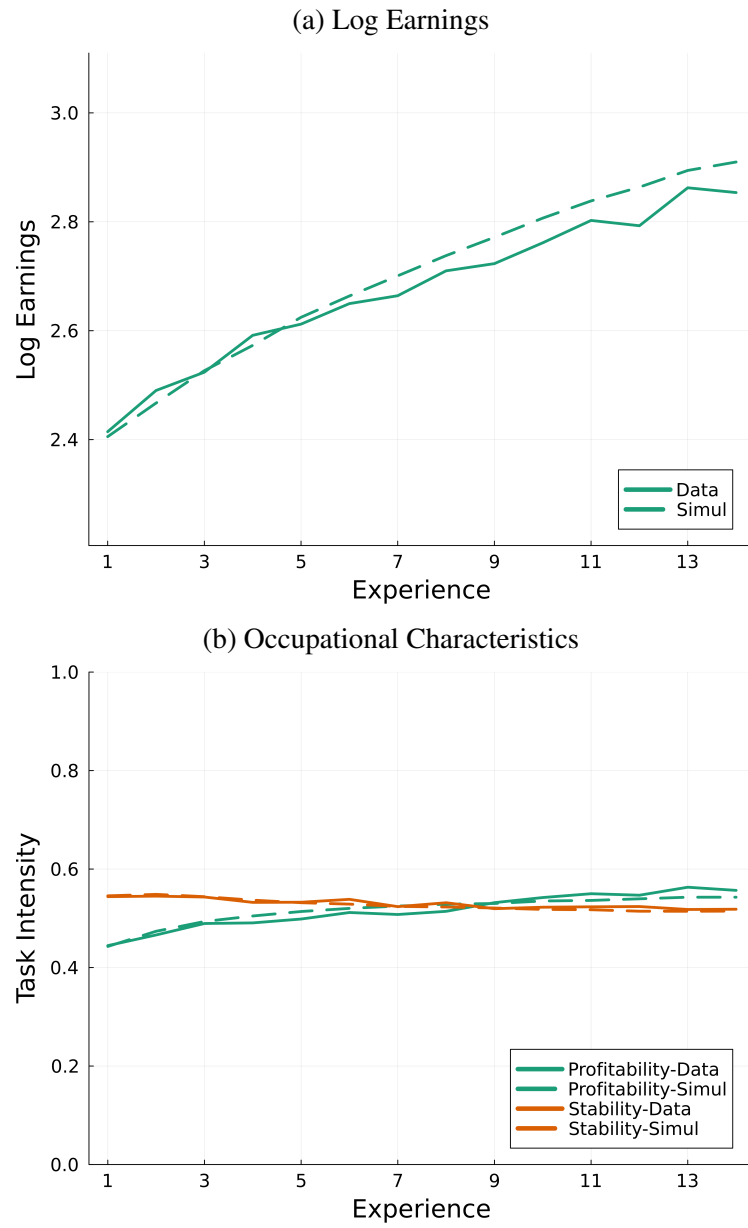 (a) Log Earnings
3.0
2.8
2.6
2.4
Log Earnings
Data
Simul
1 3 5 7 9 11 13
Experience
(b) Occupational Characteristics
1.0
0.8
0.6
0.4
0.2
0.0
Task Intensity
Profitability-Data
Profitability-Simul
Stability-Data
Stability-Simul
1 3 5 7 9 11 13
Experience